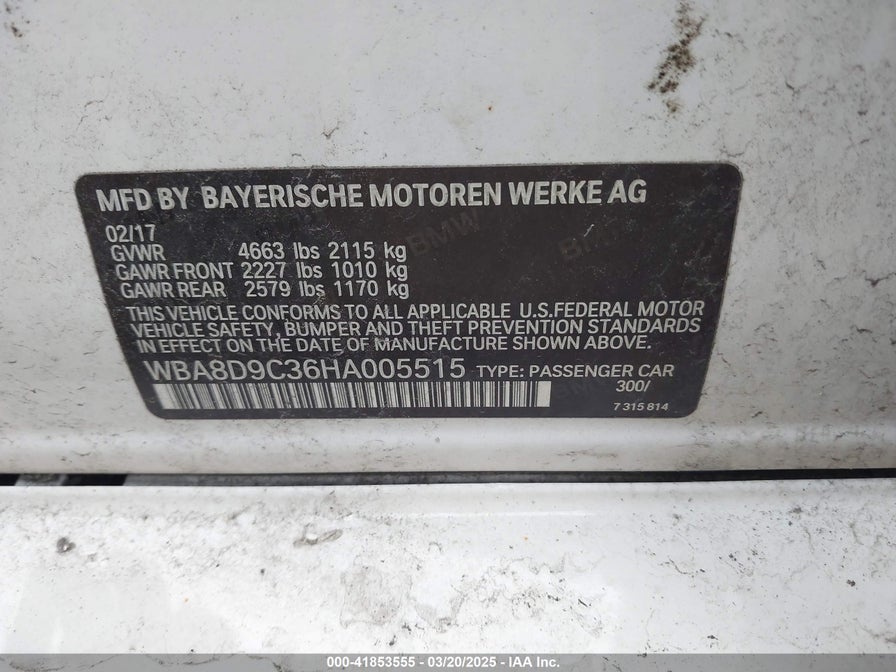 MFD BY BAYERISCHE MOTOREN WERKE AG
02/17
GVWR 4663 lbs 2115 kg
GAWR FRONT 2227 lbs 1010 kg
GAWR REAR 2579 lbs 1170 kg
THIS VEHICLE CONFORMS TO ALL APPLICABLE U.S.FEDERAL MOTOR
VEHICLE SAFETY, BUMPER AND THEFT PREVENTION STANDARDS
IN EFFECT ON THE DATE OF MANUFACTURE SHOWN ABOVE.
WBA8D9C36HA005515 TYPE: PASSENGER CAR
300/
7 315 814
BMW
000-41853555 — 03/20/2025 — IAA Inc.